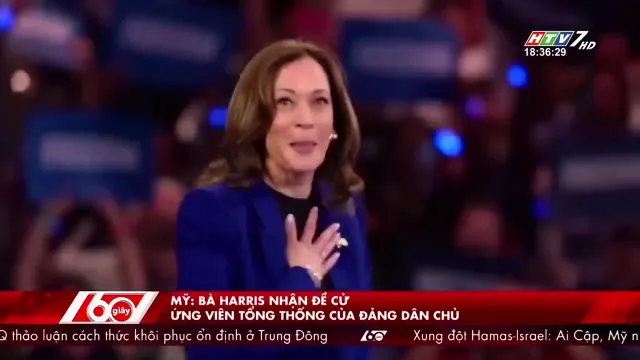 HTV7 HD
18:36:29
60 giây
MỸ: BÀ HARRIS NHẬN ĐỀ CỬ
ỨNG VIÊN TỔNG THỐNG CỦA ĐẢNG DÂN CHỦ
Q thảo luận cách thức khôi phục ổn định ở Trung Đông 60 Xung đột Hamas-Israel: Ai Cập, Mỹ n